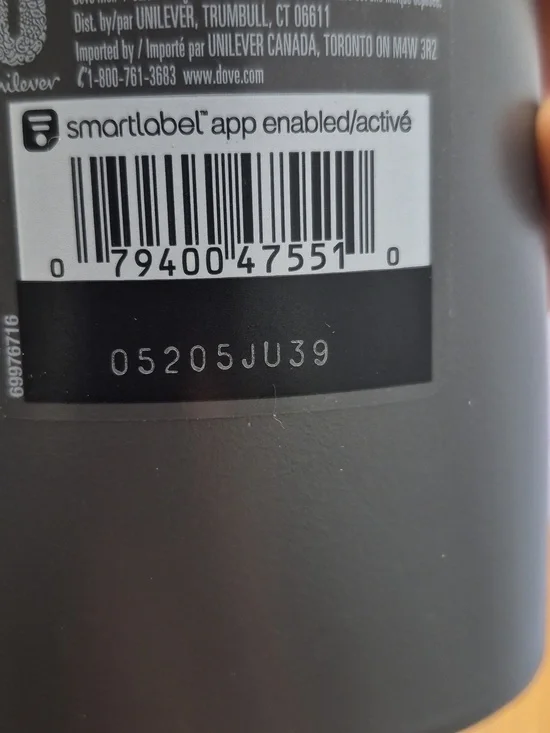 Dist. by/par UNILEVER, TRUMBULL, CT 06611
Imported by / Importé par UNILEVER CANADA, TORONTO ON M4W 3R2
1-800-761-3683 www.dove.com
smartlabel™ app enabled/activé
0 79400 47551 0
69976716
05205JU39